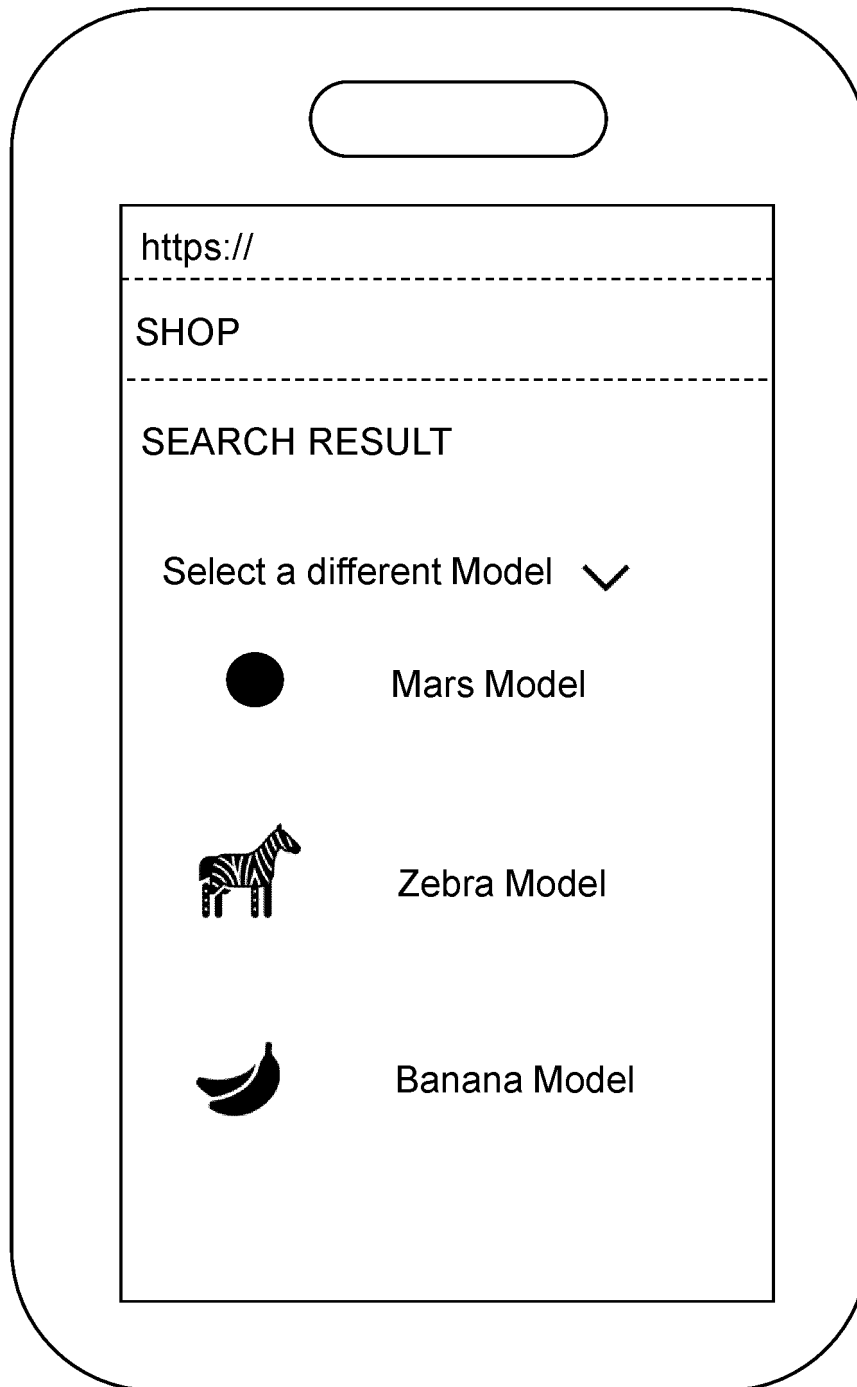 https://
SHOP
SEARCH RESULT
Select a different Model
Mars Model
Zebra Model
Banana Model